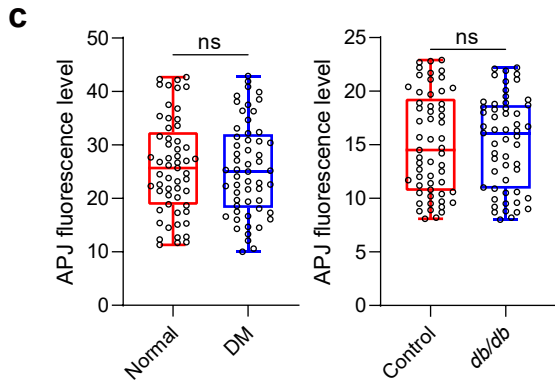 c
ns
APJ fluorescence level
50
40
30
20
10
0
Normal
DM
ns
APJ fluorescence level
25
20
15
10
5
0
Control
db/db